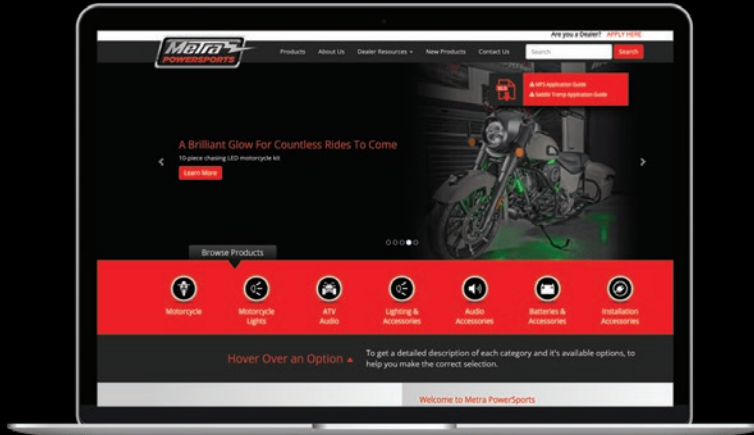 Are you a Dealer? APPLY HERE
Metra
POWERSPORTS
Products About Us Dealer Resources New Products Contact Us Search Search
MPS Application Guide
Saddle Tramp Application Guide
A Brilliant Glow For Countless Rides To Come
10-piece chasing LED motorcycle kit
Learn More
Browse Products
Motorcycle
Motorcycle
Lights
ATV
Audio
Lighting &
Accessories
Audio
Accessories
Batteries &
Accessories
Installation
Accessories
Hover Over an Option
To get a detailed description of each category and it's available options, to
help you make the correct selection.
Welcome to Metra PowerSports